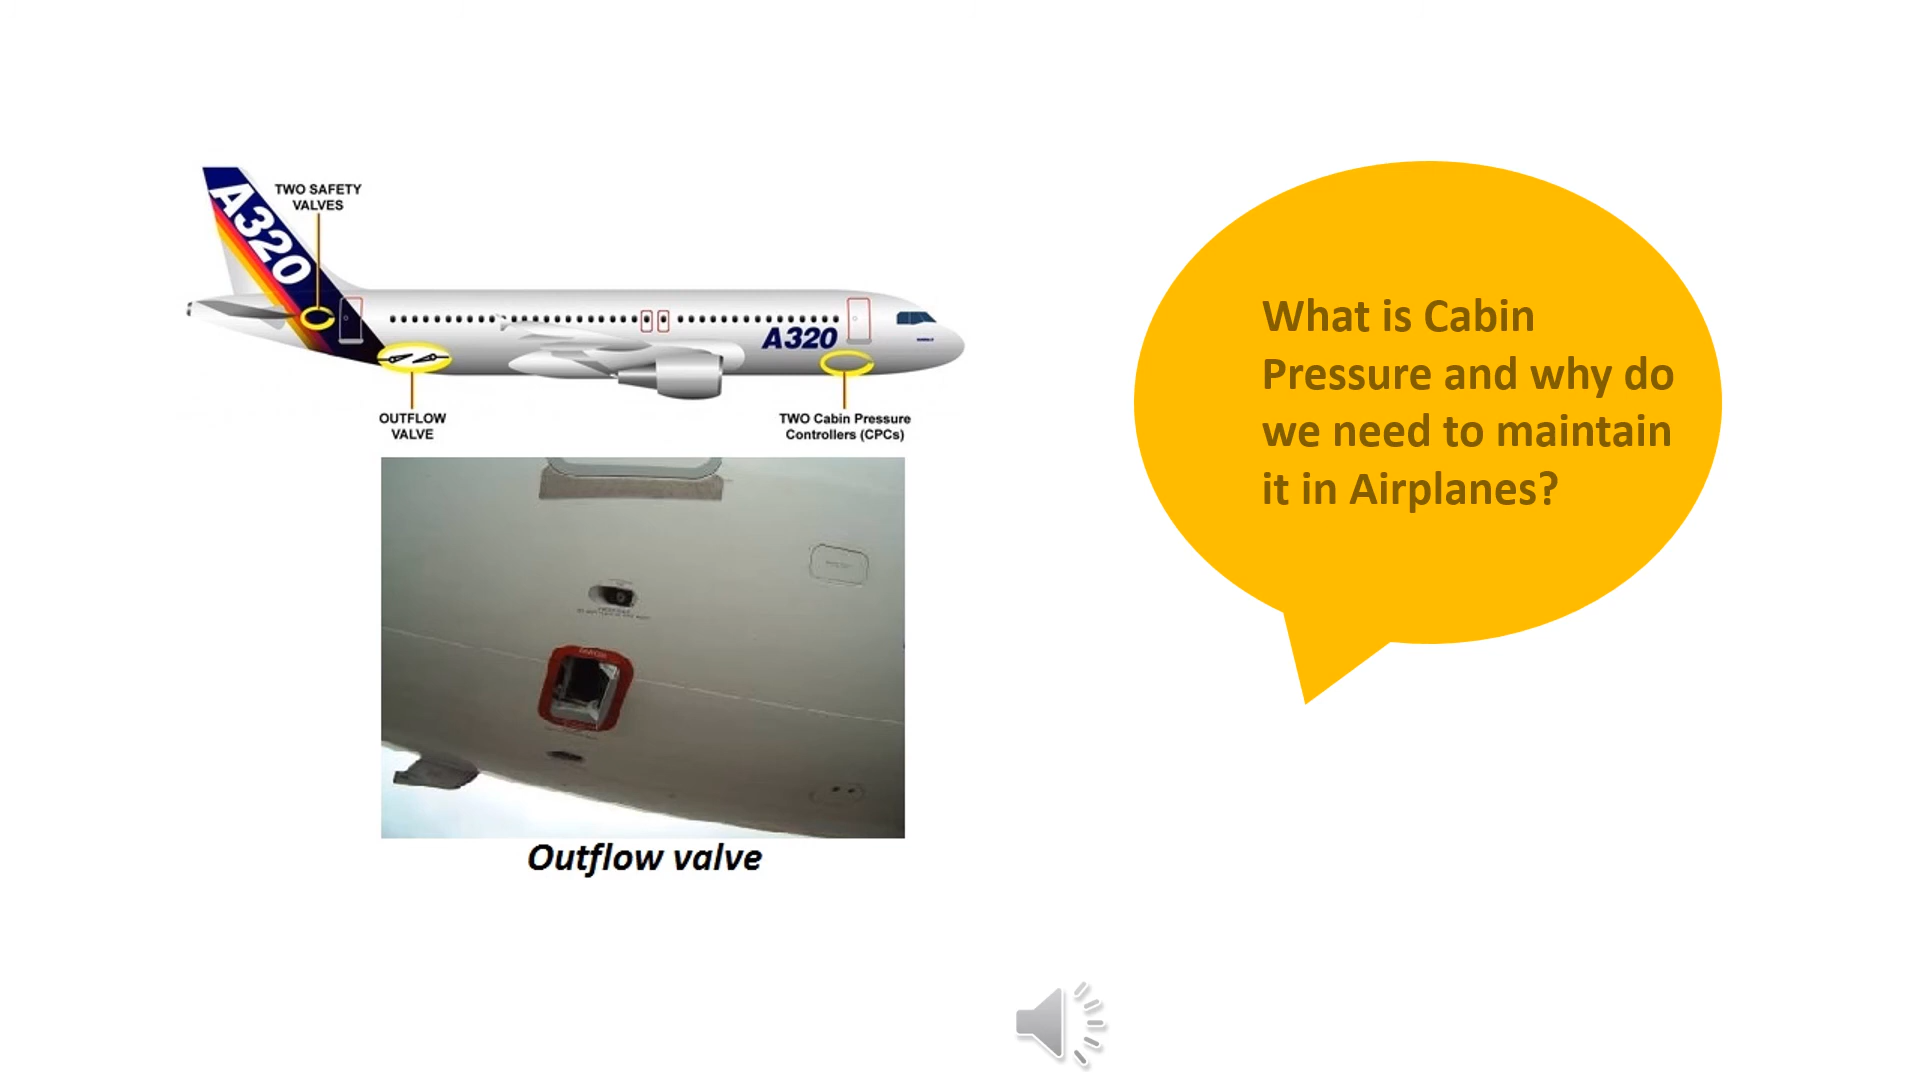 A320
TWO SAFETY
VALVES
A320
OUTFLOW
VALVE
TWO Cabin Pressure
Controllers (CPCs)
Outflow valve
What is Cabin
Pressure and why do
we need to maintain
it in Airplanes?